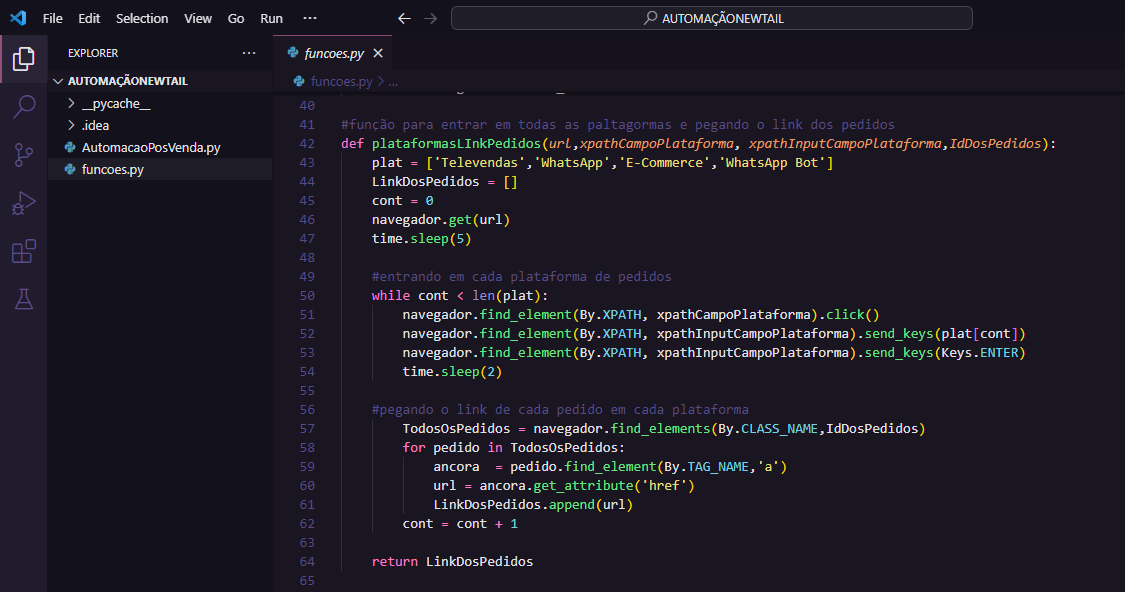 File Edit Selection View Go Run ··· ← → AUTOMAÇÃONEWTAIL
EXPLORER ···
AUTOMAÇÃONEWTAIL
__pycache__
.idea
AutomacaoPosVenda.py
funcoes.py
funcoes.py ×
funcoes.py > ...
40
41 #função para entrar em todas as paltagormas e pegando o link dos pedidos
42 def plataformasLInkPedidos(url,xpathCampoPlataforma, xpathInputCampoPlataforma,IdDosPedidos):
43     plat = ['Televendas','WhatsApp','E-Commerce','WhatsApp Bot']
44     LinkDosPedidos = []
45     cont = 0
46     navegador.get(url)
47     time.sleep(5)
48
49     #entrando em cada plataforma de pedidos
50     while cont < len(plat):
51         navegador.find_element(By.XPATH, xpathCampoPlataforma).click()
52         navegador.find_element(By.XPATH, xpathInputCampoPlataforma).send_keys(plat[cont])
53         navegador.find_element(By.XPATH, xpathInputCampoPlataforma).send_keys(Keys.ENTER)
54         time.sleep(2)
55
56     #pegando o link de cada pedido em cada plataforma
57         TodosOsPedidos = navegador.find_elements(By.CLASS_NAME,IdDosPedidos)
58         for pedido in TodosOsPedidos:
59             ancora  = pedido.find_element(By.TAG_NAME,'a')
60             url = ancora.get_attribute('href')
61             LinkDosPedidos.append(url)
62         cont = cont + 1
63
64     return LinkDosPedidos
65